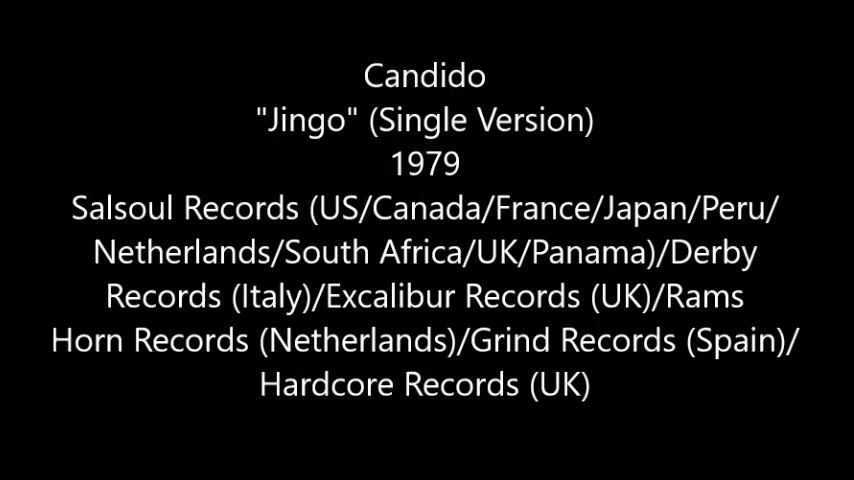 Candido
"Jingo" (Single Version)
1979
Salsoul Records (US/Canada/France/Japan/Peru/
Netherlands/South Africa/UK/Panama)/Derby
Records (Italy)/Excalibur Records (UK)/Rams
Horn Records (Netherlands)/Grind Records (Spain)/
Hardcore Records (UK)